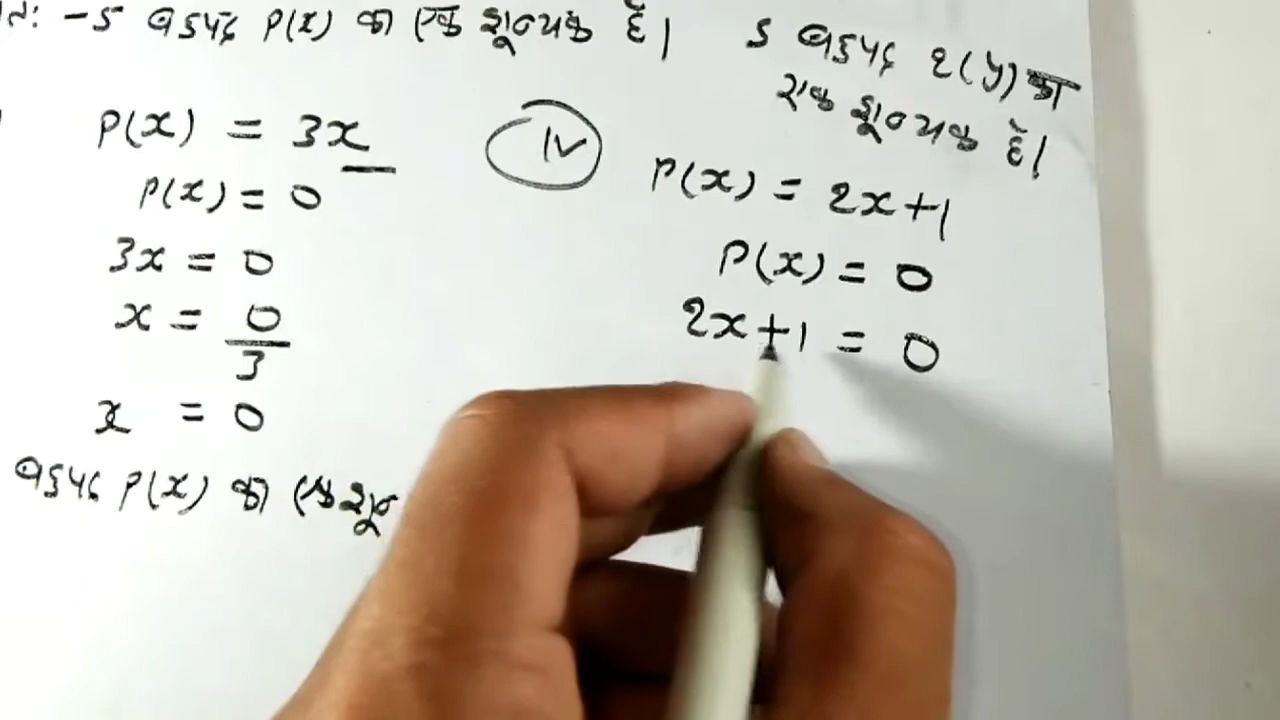 -5 बहुपद P(x) का एक शून्यक है।
P(x) = 3x
P(x) = 0
3x = 0
x = 0/3
x = 0
बहुपद P(x) का एक
5 बहुपद q(y) का
एक शून्यक है।
iv
P(x) = 2x+1
P(x) = 0
2x+1 = 0